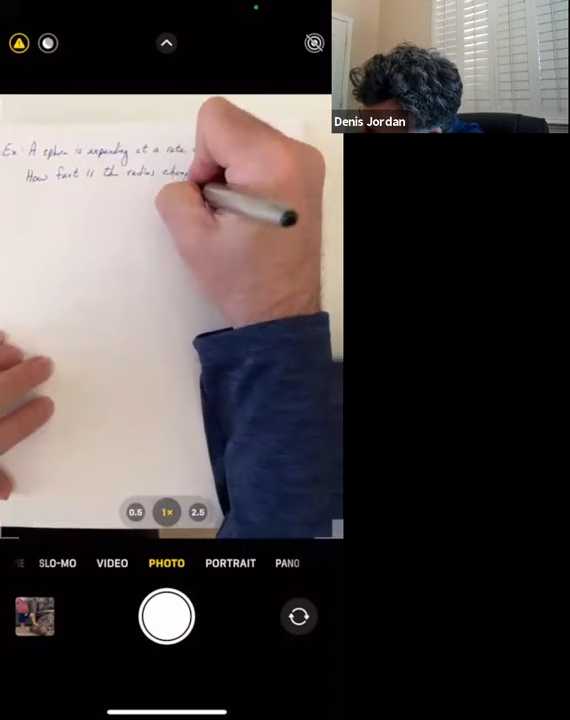 Denis Jordan
Ex: A sphere is expanding at a rate
How fast is the radius chang
0.5 1× 2.5
SLO-MO VIDEO PHOTO PORTRAIT PANO